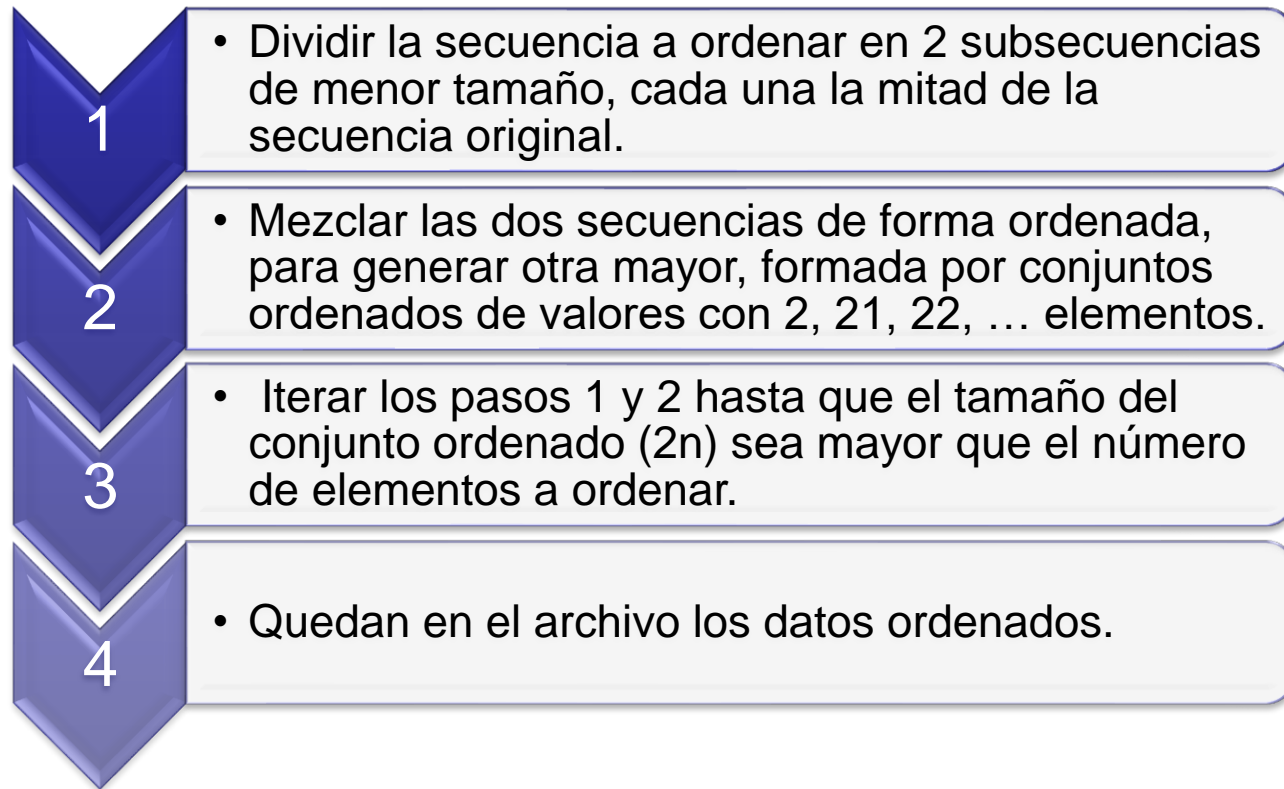 1
• Dividir la secuencia a ordenar en 2 subsecuencias
de menor tamaño, cada una la mitad de la
secuencia original.
2
• Mezclar las dos secuencias de forma ordenada,
para generar otra mayor, formada por conjuntos
ordenados de valores con 2, 21, 22, … elementos.
3
• Iterar los pasos 1 y 2 hasta que el tamaño del
conjunto ordenado (2n) sea mayor que el número
de elementos a ordenar.
4
• Quedan en el archivo los datos ordenados.